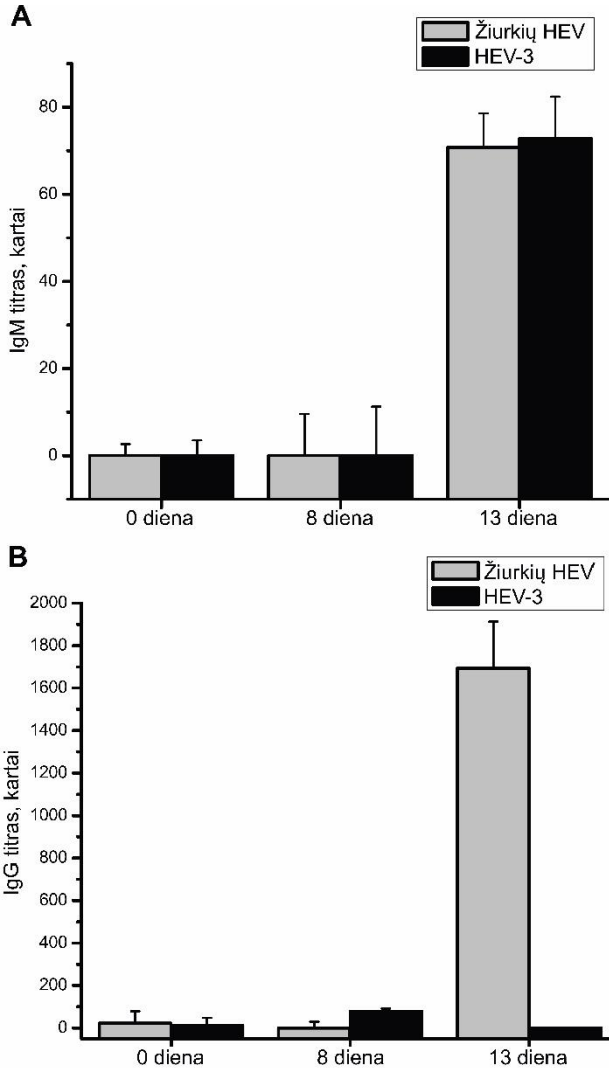 A
Žiurkių HEV
HEV-3
IgM titras, kartai
80
60
40
20
0
0 diena
8 diena
13 diena
B
Žiurkių HEV
HEV-3
IgG titras, kartai
2000
1800
1600
1400
1200
1000
800
600
400
200
0
0 diena
8 diena
13 diena